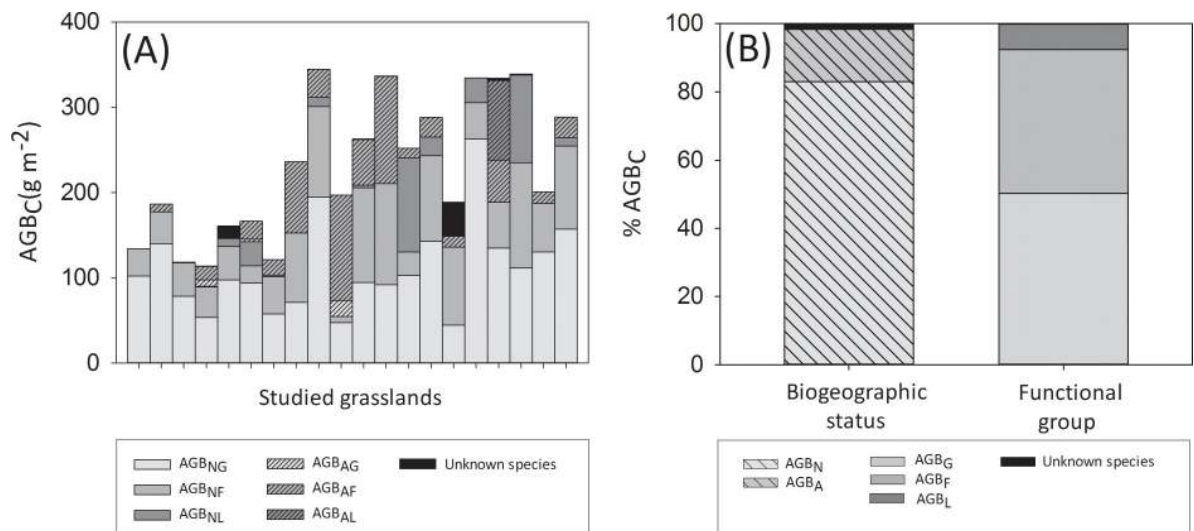 (A)
400
300
200
100
0
AGBC(g m-2)
Studied grasslands
AGBNG
AGBNF
AGBNL
AGBAG
AGBAF
AGBAL
Unknown species
(B)
100
80
60
40
20
0
% AGBC
Biogeographic
status
Functional
group
AGBN
AGBA
AGBG
AGBF
AGBL
Unknown species